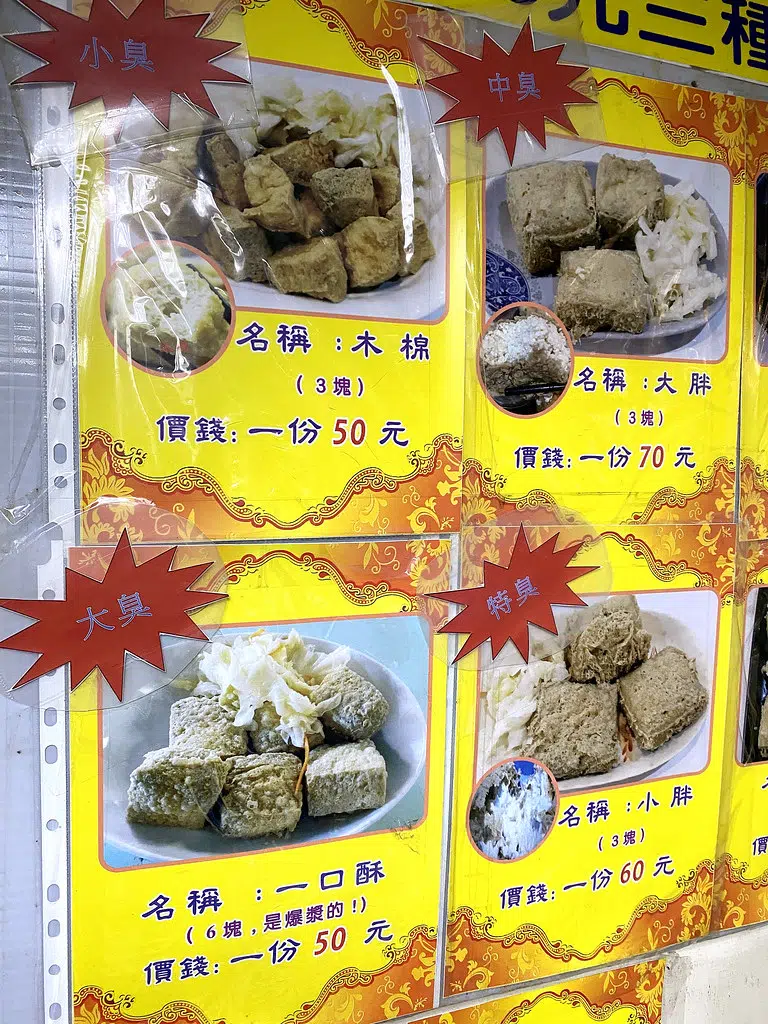 元三種
小臭
名稱：木棉
（3塊）
價錢：一份 50 元
中臭
名稱：大胖
（3塊）
價錢：一份 70 元
大臭
名稱：一口酥
（6塊，是爆漿的！）
價錢：一份 50 元
特臭
名稱：小胖
（3塊）
價錢：一份 60 元